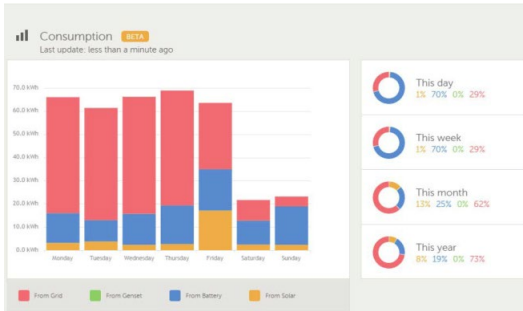 Consumption BETA
Last update: less than a minute ago
70.0 kWh
60.0 kWh
50.0 kWh
40.0 kWh
30.0 kWh
20.0 kWh
10.0 kWh
0.0 kWh
Monday Tuesday Wednesday Thursday Friday Saturday Sunday
From Grid From Genset From Battery From Solar
This day
1% 70% 0% 29%
This week
1% 70% 0% 29%
This month
13% 25% 0% 62%
This year
8% 19% 0% 73%